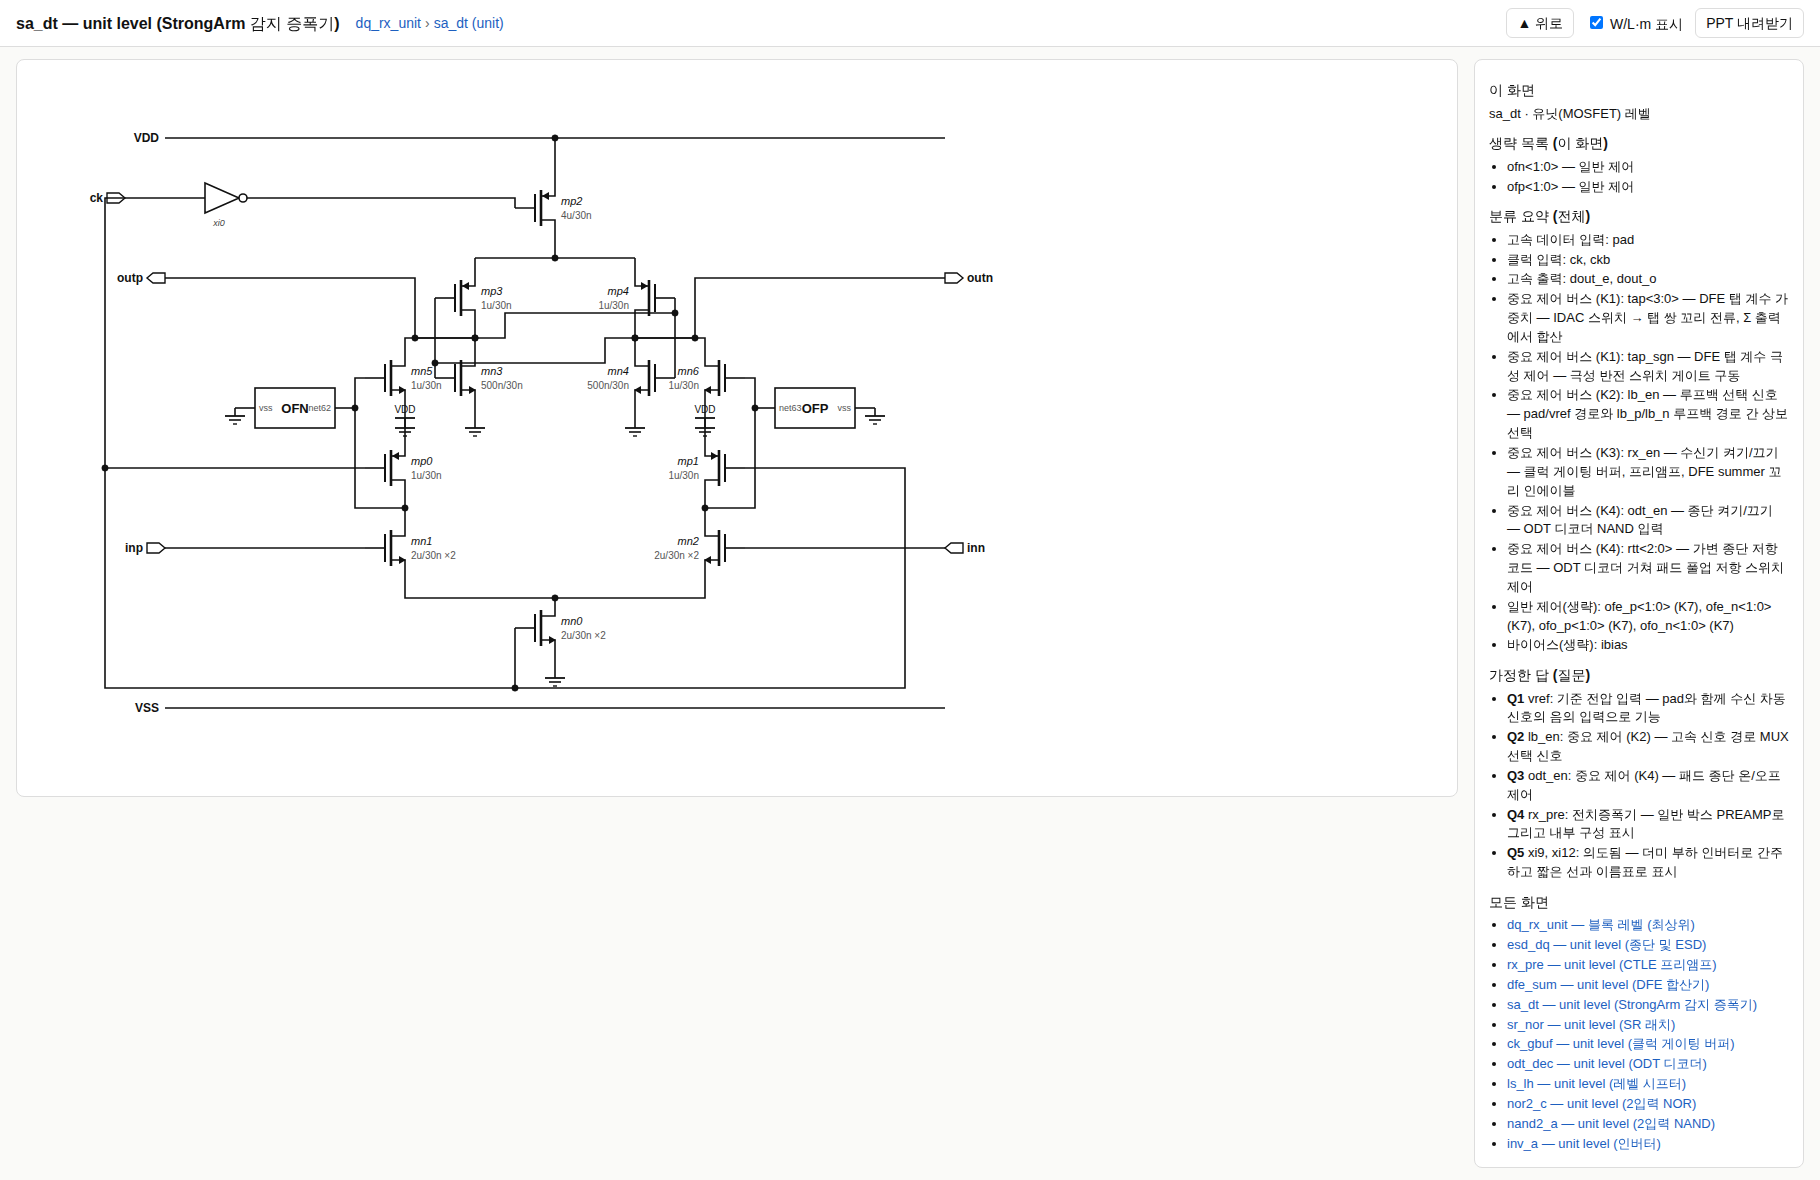 sa_dt — unit level (StrongArm 감지 증폭기)
dq_rx_unit › sa_dt (unit)
▲ 위로
W/L·m 표시
PPT 내려받기
VDD
ck
xi0
mp2
4u/30n
outp
outn
mp3
1u/30n
mp4
1u/30n
mn5
1u/30n
mn3
500n/30n
mn4
500n/30n
mn6
1u/30n
vss OFN net62
VDD
VDD
net63 OFP vss
mp0
1u/30n
mp1
1u/30n
inp
mn1
2u/30n ×2
mn2
2u/30n ×2
inn
mn0
2u/30n ×2
VSS
이 화면
sa_dt · 유닛(MOSFET) 레벨
생략 목록 (이 화면)
• ofn<1:0> — 일반 제어
• ofp<1:0> — 일반 제어
분류 요약 (전체)
• 고속 데이터 입력: pad
• 클럭 입력: ck, ckb
• 고속 출력: dout_e, dout_o
• 중요 제어 버스 (K1): tap<3:0> — DFE 탭 계수 가
중치 — IDAC 스위치 → 탭 쌍 꼬리 전류, Σ 출력
에서 합산
• 중요 제어 버스 (K1): tap_sgn — DFE 탭 계수 극
성 제어 — 극성 반전 스위치 게이트 구동
• 중요 제어 버스 (K2): lb_en — 루프백 선택 신호
— pad/vref 경로와 lb_p/lb_n 루프백 경로 간 상보
선택
• 중요 제어 버스 (K3): rx_en — 수신기 켜기/끄기
— 클럭 게이팅 버퍼, 프리앰프, DFE summer 꼬
리 인에이블
• 중요 제어 버스 (K4): odt_en — 종단 켜기/끄기
— ODT 디코더 NAND 입력
• 중요 제어 버스 (K4): rtt<2:0> — 가변 종단 저항
코드 — ODT 디코더 거쳐 패드 풀업 저항 스위치
제어
• 일반 제어(생략): ofe_p<1:0> (K7), ofe_n<1:0>
(K7), ofo_p<1:0> (K7), ofo_n<1:0> (K7)
• 바이어스(생략): ibias
가정한 답 (질문)
• Q1 vref: 기준 전압 입력 — pad와 함께 수신 차동
신호의 음의 입력으로 기능
• Q2 lb_en: 중요 제어 (K2) — 고속 신호 경로 MUX
선택 신호
• Q3 odt_en: 중요 제어 (K4) — 패드 종단 온/오프
제어
• Q4 rx_pre: 전치증폭기 — 일반 박스 PREAMP로
그리고 내부 구성 표시
• Q5 xi9, xi12: 의도됨 — 더미 부하 인버터로 간주
하고 짧은 선과 이름표로 표시
모든 화면
• dq_rx_unit — 블록 레벨 (최상위)
• esd_dq — unit level (종단 및 ESD)
• rx_pre — unit level (CTLE 프리앰프)
• dfe_sum — unit level (DFE 합산기)
• sa_dt — unit level (StrongArm 감지 증폭기)
• sr_nor — unit level (SR 래치)
• ck_gbuf — unit level (클럭 게이팅 버퍼)
• odt_dec — unit level (ODT 디코더)
• ls_lh — unit level (레벨 시프터)
• nor2_c — unit level (2입력 NOR)
• nand2_a — unit level (2입력 NAND)
• inv_a — unit level (인버터)